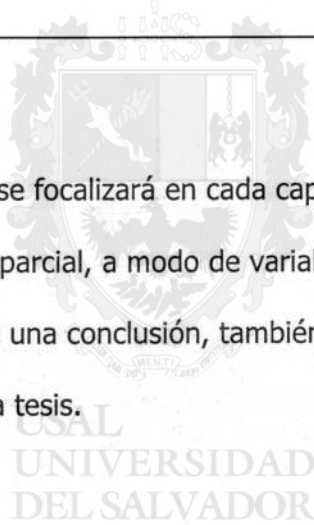 se focalizará en cada cap
parcial, a modo de varial
una conclusión, también
a tesis.
USAL
UNIVERSIDAD
DEL SALVADOR